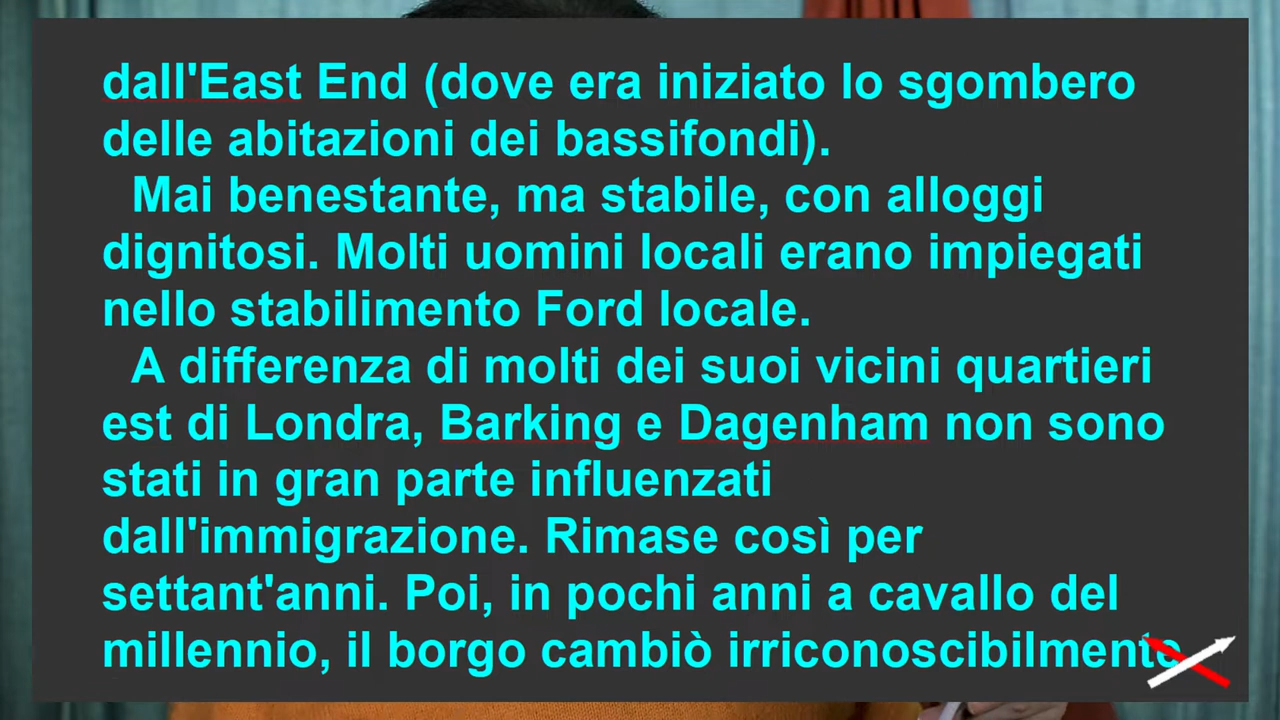 dall'East End (dove era iniziato lo sgombero
delle abitazioni dei bassifondi).
Mai benestante, ma stabile, con alloggi
dignitosi. Molti uomini locali erano impiegati
nello stabilimento Ford locale.
A differenza di molti dei suoi vicini quartieri
est di Londra, Barking e Dagenham non sono
stati in gran parte influenzati
dall'immigrazione. Rimase così per
settant'anni. Poi, in pochi anni a cavallo del
millennio, il borgo cambiò irriconoscibilmente